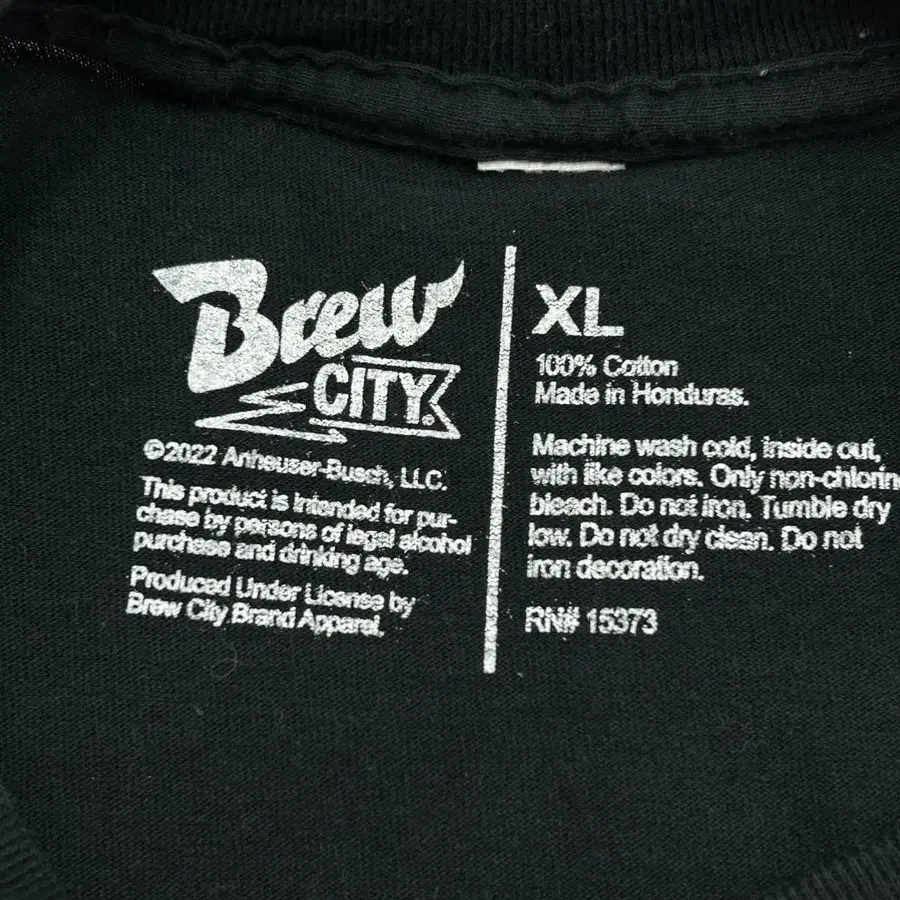 Brew
CITY®
©2022 Anheuser-Busch, LLC.
This product is intended for pur-
chase by persons of legal alcohol
purchase and drinking age.
Produced Under License by
Brew City Brand Apparel.
XL
100% Cotton
Made in Honduras.
Machine wash cold, inside out,
with like colors. Only non-chlorine
bleach. Do not iron. Tumble dry
low. Do not dry clean. Do not
iron decoration.
RN# 15373